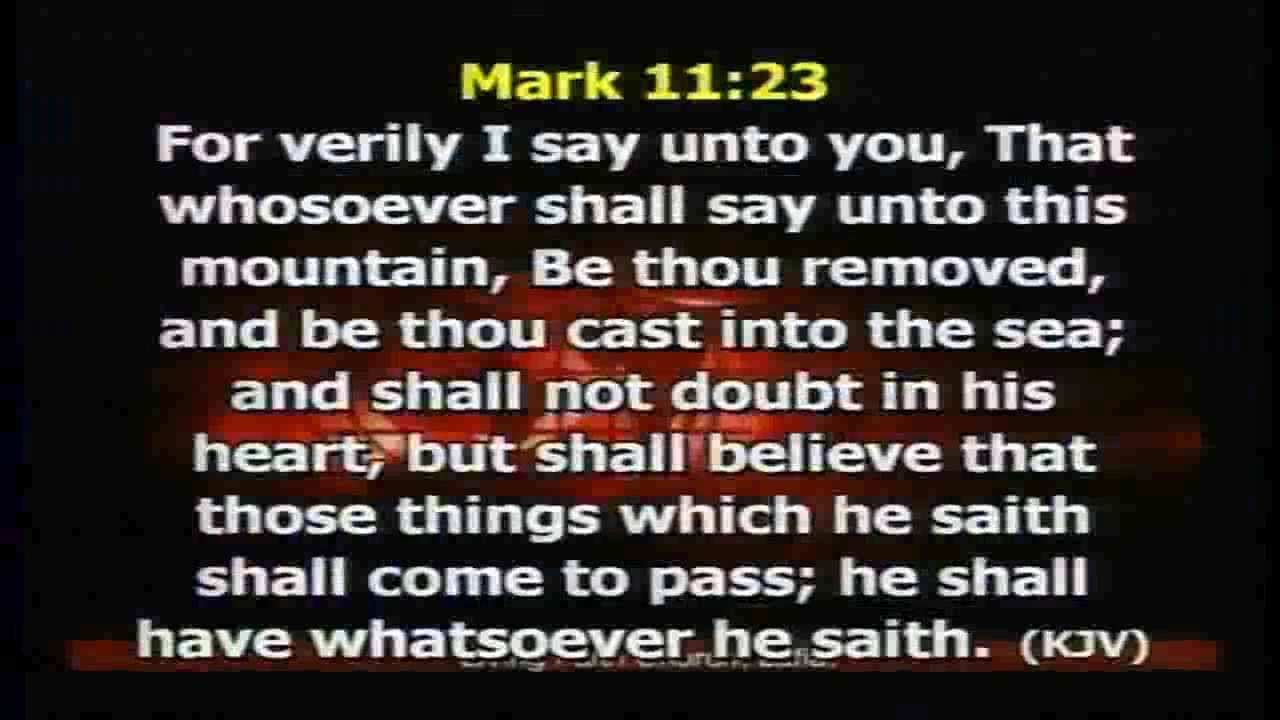 Mark 11:23
For verily I say unto you, That
whosoever shall say unto this
mountain, Be thou removed,
and be thou cast into the sea;
and shall not doubt in his
heart, but shall believe that
those things which he saith
shall come to pass; he shall
have whatsoever he saith. (KJV)